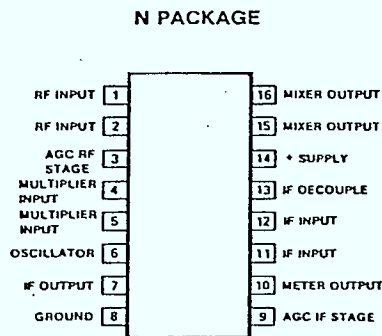 N PACKAGE
RF INPUT 1
RF INPUT 2
AGC RF
STAGE 3
MULTIPLIER
INPUT 4
MULTIPLIER
INPUT 5
OSCILLATOR 6
IF OUTPUT 7
GROUND 8
16 MIXER OUTPUT
15 MIXER OUTPUT
14 + SUPPLY
13 IF DECOUPLE
12 IF INPUT
11 IF INPUT
10 METER OUTPUT
9 AGC IF STAGE